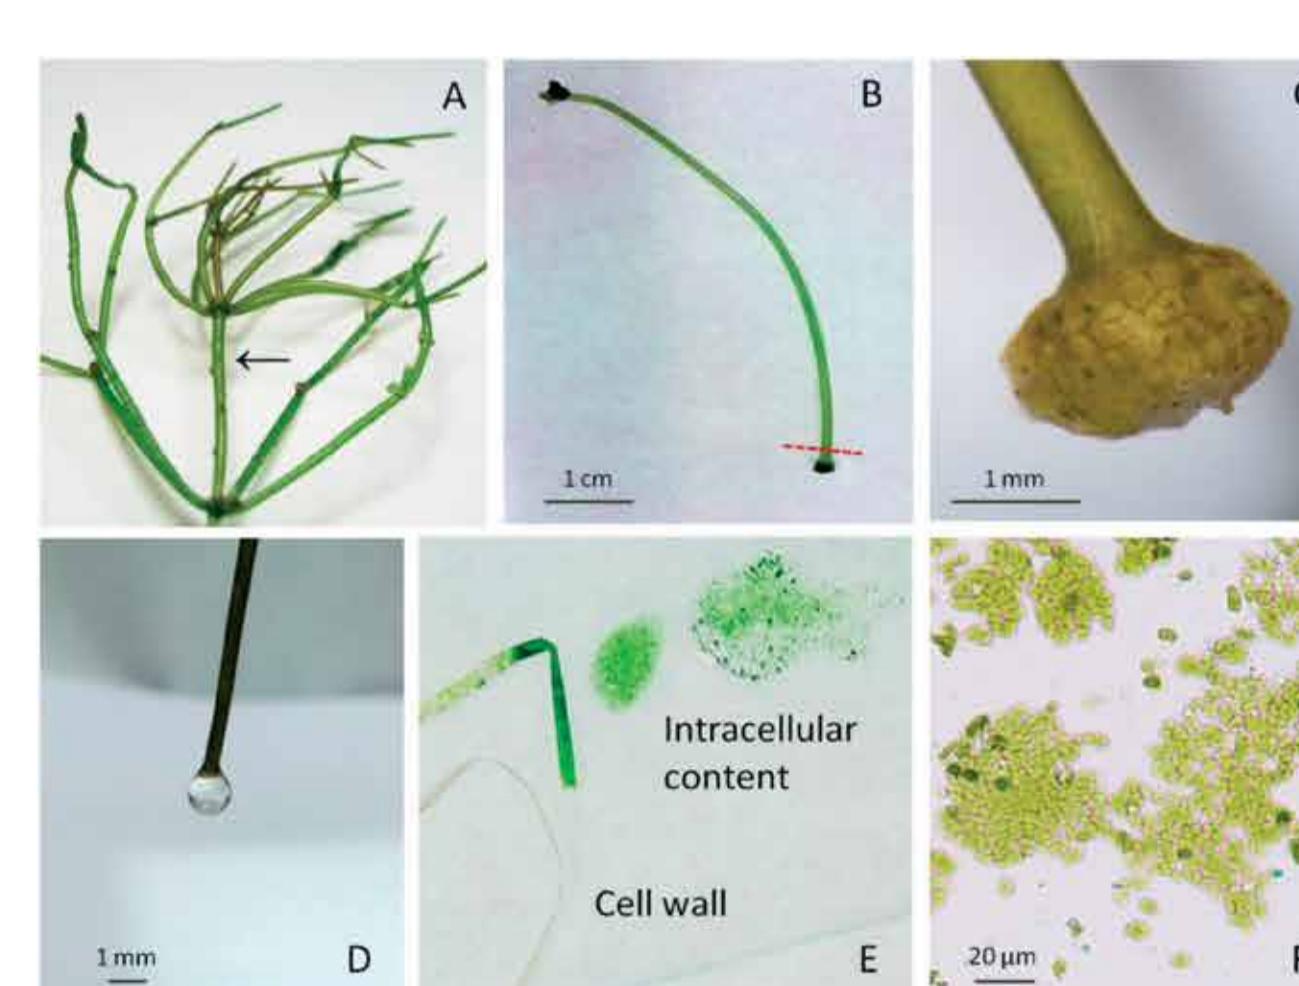 A
B
1 cm
C
1 mm
D
1 mm
Intracellular
content
Cell wall
E
20 µm